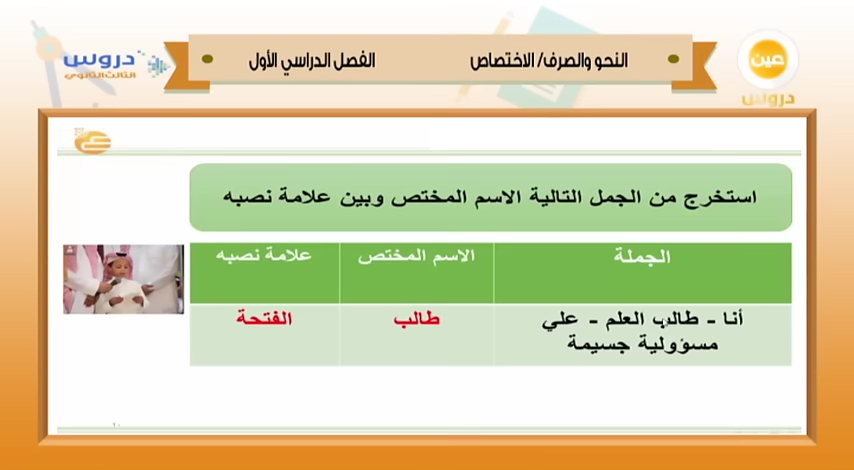 النحو والصرف/ الاختصاص
الفصل الدراسي الأول
عين
دروس
دروس
الثالث الثانوي
استخرج من الجمل التالية الاسم المختص وبين علامة نصبه
الجملة
الاسم المختص
علامة نصبه
أنا - طالب العلم - علي
مسؤولية جسيمة
طالب
الفتحة
١٠